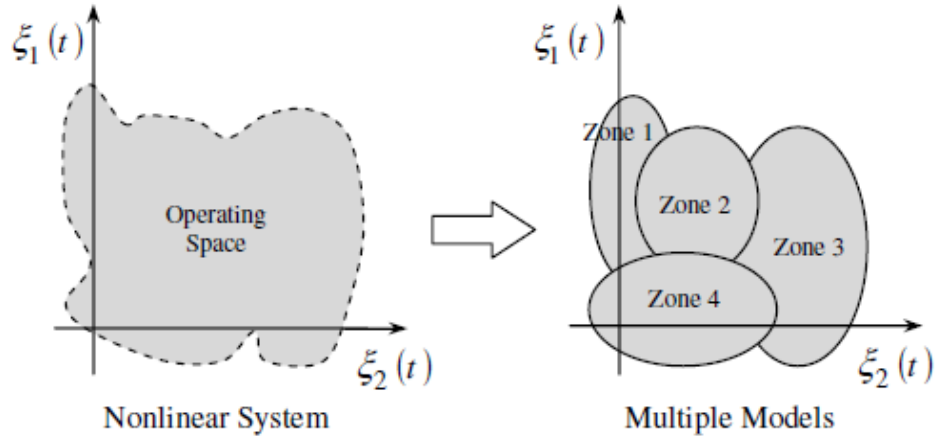 ξ₁(t)
Operating
Space
ξ₂(t)
Nonlinear System
ξ₁(t)
Zone 1
Zone 2
Zone 3
Zone 4
ξ₂(t)
Multiple Models